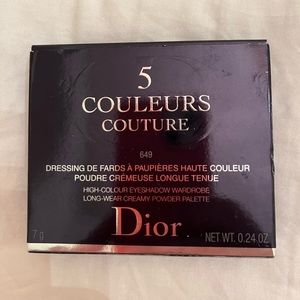 5
COULEURS
COUTURE
649
DRESSING DE FARDS À PAUPIÈRES HAUTE COULEUR
POUDRE CRÉMEUSE LONGUE TENUE
HIGH-COLOUR EYESHADOW WARDROBE
LONG-WEAR CREAMY POWDER PALETTE
Dior
7 g NET WT. 0.24 OZ